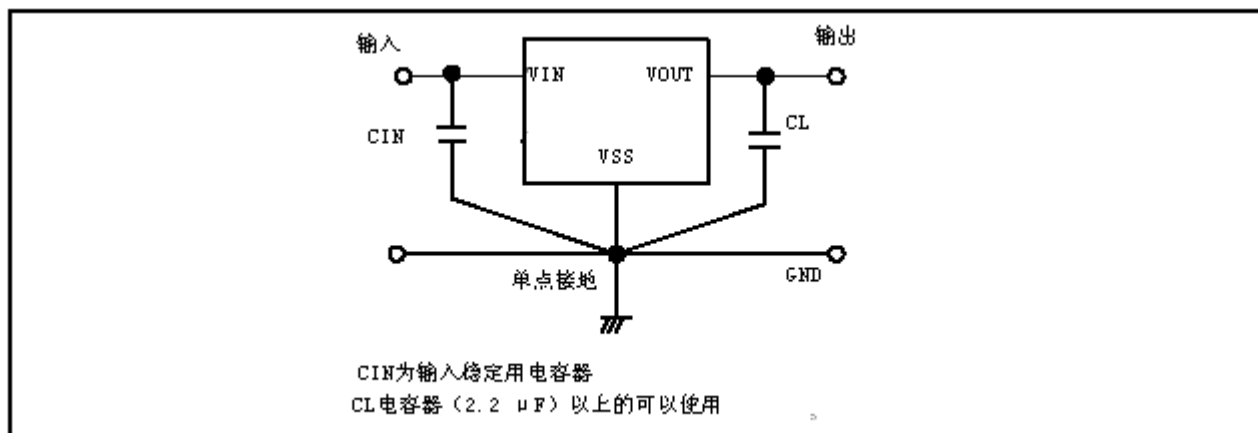 输入
输出
VIN
VOUT
CIN
CL
VSS
单点接地
GND
CIN为输入稳定用电容器
CL电容器（2.2 μF）以上的可以使用